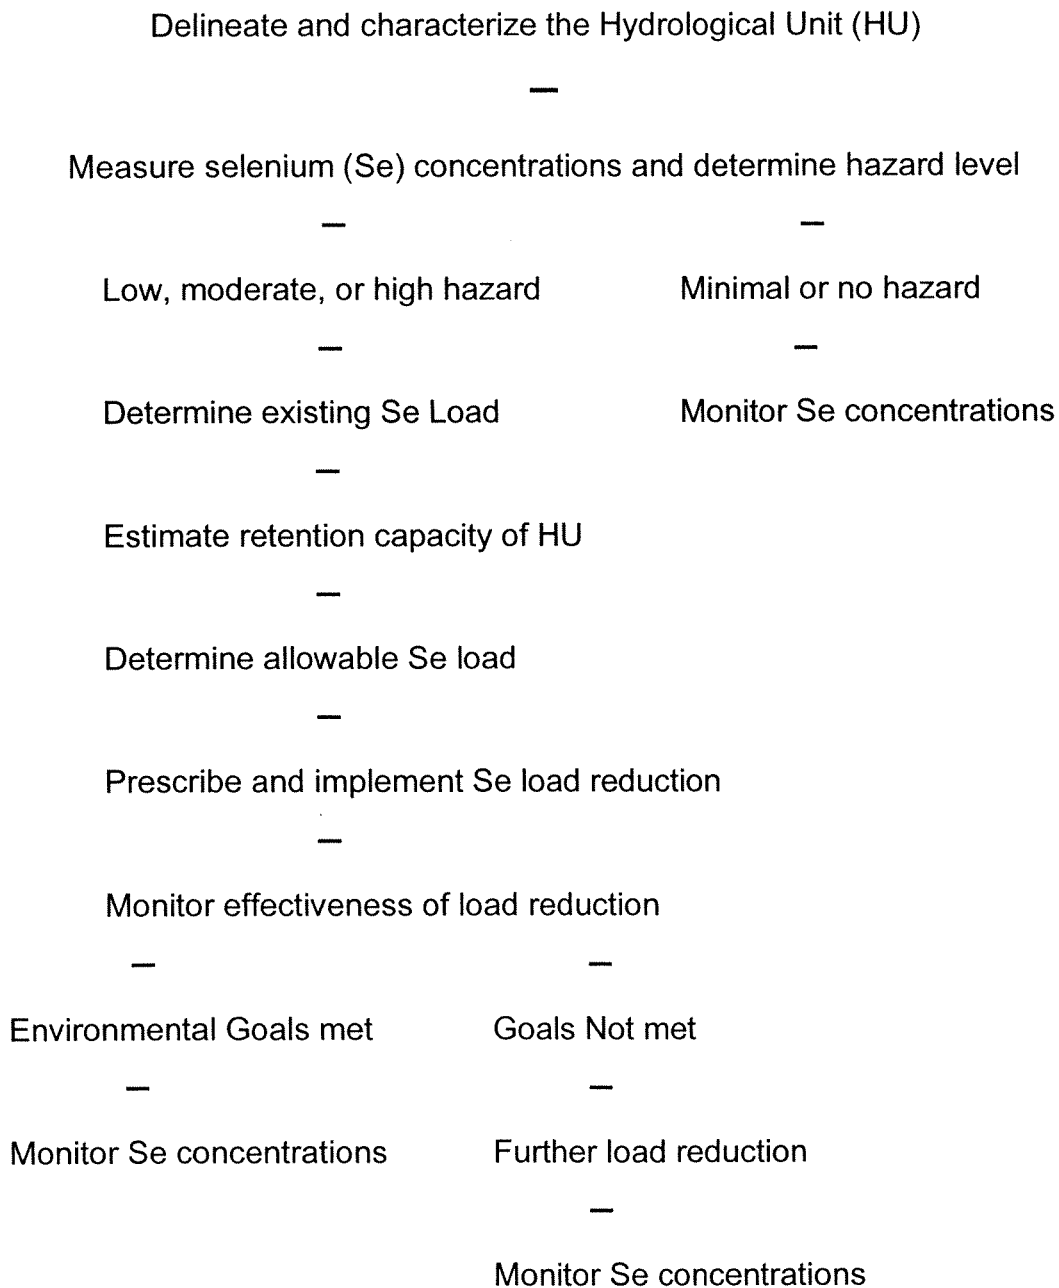 Delineate and characterize the Hydrological Unit (HU)
Measure selenium (Se) concentrations and determine hazard level
Low, moderate, or high hazard
Minimal or no hazard
Determine existing Se Load
Monitor Se concentrations
Estimate retention capacity of HU
Determine allowable Se load
Prescribe and implement Se load reduction
Monitor effectiveness of load reduction
Environmental Goals met
Goals Not met
Monitor Se concentrations
Further load reduction
Monitor Se concentrations